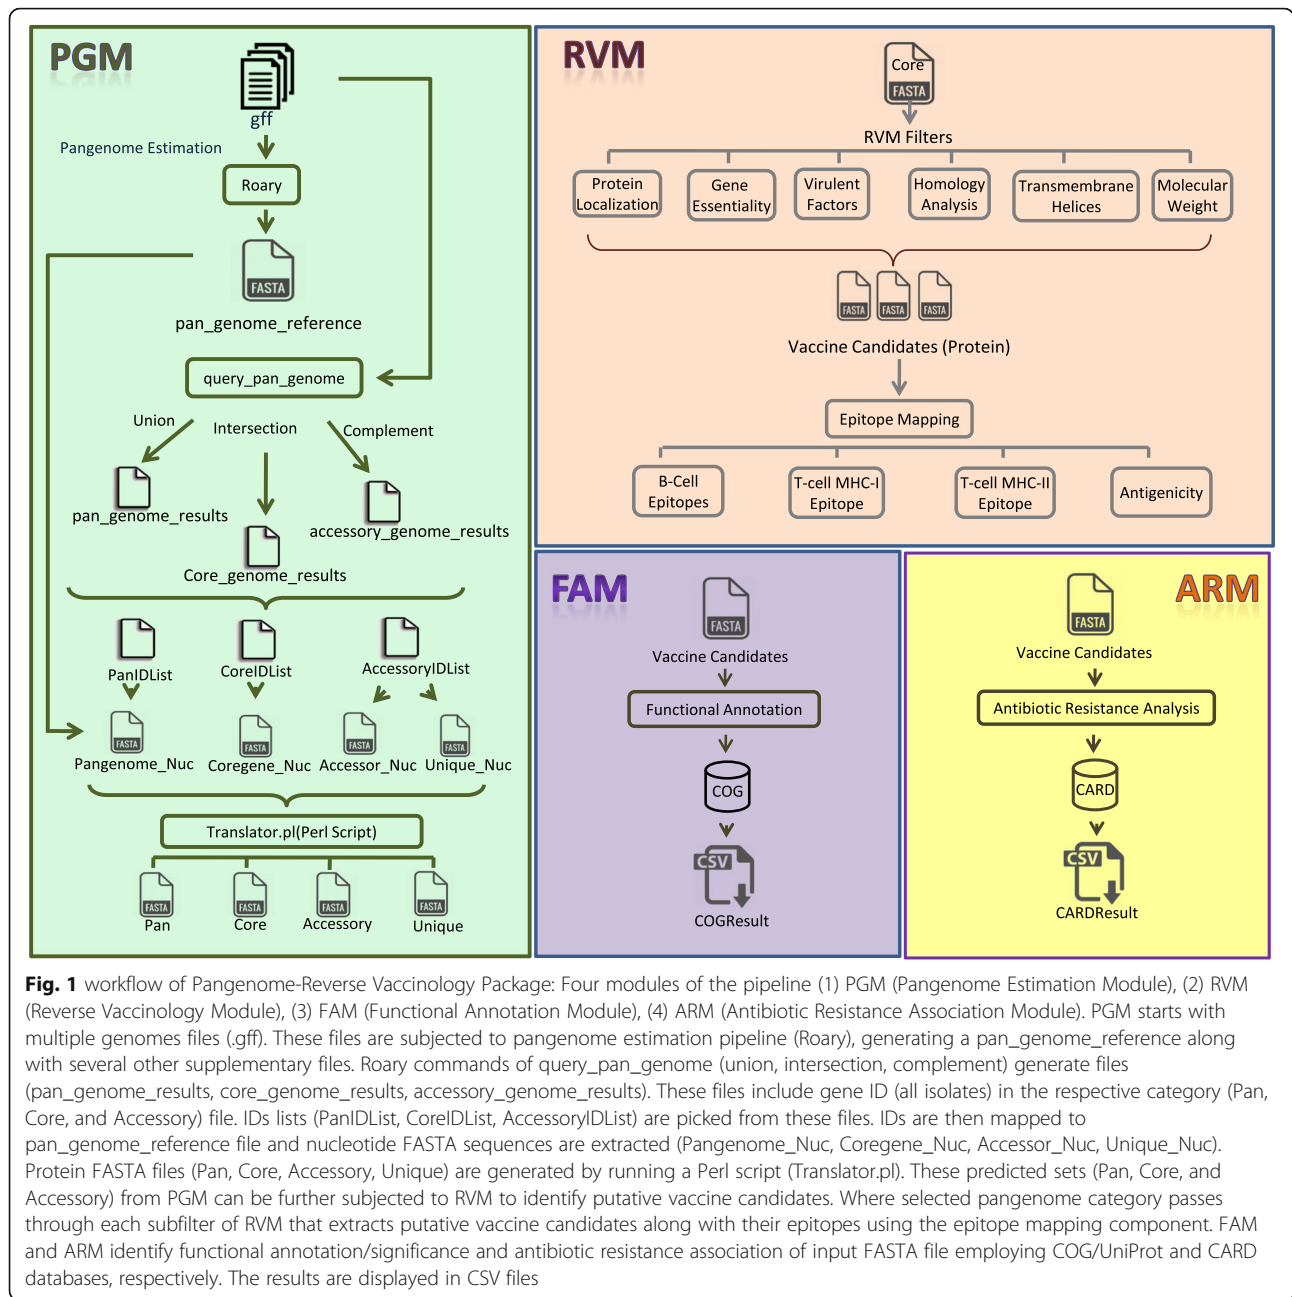 PGM
gff
Pangenome Estimation
Roary
FASTA
pan_genome_reference
query_pan_genome
Union
Intersection
Complement
pan_genome_results
accessory_genome_results
Core_genome_results
PanIDList
CoreIDList
AccessoryIDList
FASTA
FASTA
FASTA
FASTA
Pangenome_Nuc
Coregene_Nuc
Accessor_Nuc
Unique_Nuc
Translator.pl(Perl Script)
FASTA
FASTA
FASTA
FASTA
Pan
Core
Accessory
Unique
RVM
Core
FASTA
RVM Filters
Protein
Localization
Gene
Essentiality
Virulent
Factors
Homology
Analysis
Transmembrane
Helices
Molecular
Weight
FASTA
FASTA
FASTA
Vaccine Candidates (Protein)
Epitope Mapping
B-Cell
Epitopes
T-cell MHC-I
Epitope
T-cell MHC-II
Epitope
Antigenicity
FAM
FASTA
Vaccine Candidates
Functional Annotation
COG
CSV
COGResult
ARM
FASTA
Vaccine Candidates
Antibiotic Resistance Analysis
CARD
CSV
CARDResult
Fig. 1 workflow of Pangenome-Reverse Vaccinology Package: Four modules of the pipeline (1) PGM (Pangenome Estimation Module), (2) RVM
(Reverse Vaccinology Module), (3) FAM (Functional Annotation Module), (4) ARM (Antibiotic Resistance Association Module). PGM starts with
multiple genomes files (.gff). These files are subjected to pangenome estimation pipeline (Roary), generating a pan_genome_reference along
with several other supplementary files. Roary commands of query_pan_genome (union, intersection, complement) generate files
(pan_genome_results, core_genome_results, accessory_genome_results). These files include gene ID (all isolates) in the respective category (Pan,
Core, and Accessory) file. IDs lists (PanIDList, CoreIDList, AccessoryIDList) are picked from these files. IDs are then mapped to
pan_genome_reference file and nucleotide FASTA sequences are extracted (Pangenome_Nuc, Coregene_Nuc, Accessor_Nuc, Unique_Nuc).
Protein FASTA files (Pan, Core, Accessory, Unique) are generated by running a Perl script (Translator.pl). These predicted sets (Pan, Core, and
Accessory) from PGM can be further subjected to RVM to identify putative vaccine candidates. Where selected pangenome category passes
through each subfilter of RVM that extracts putative vaccine candidates along with their epitopes using the epitope mapping component. FAM
and ARM identify functional annotation/significance and antibiotic resistance association of input FASTA file employing COG/UniProt and CARD
databases, respectively. The results are displayed in CSV files